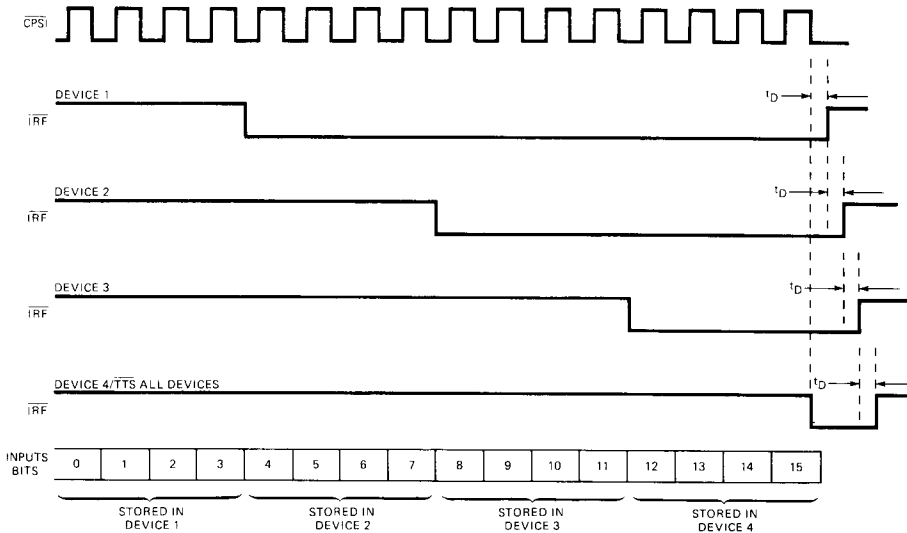 CPSI
DEVICE 1
tD
IRF
DEVICE 2
tD
IRF
DEVICE 3
tD
IRF
DEVICE 4/TTS ALL DEVICES
tD
IRF
INPUTS BITS 0 1 2 3 4 5 6 7 8 9 10 11 12 13 14 15
STORED IN DEVICE 1
STORED IN DEVICE 2
STORED IN DEVICE 3
STORED IN DEVICE 4